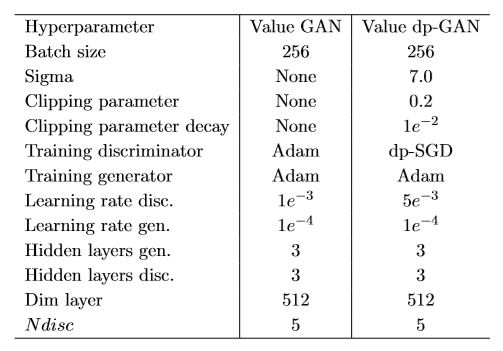 Hyperparameter Value GAN Value dp-GAN
Batch size 256 256
Sigma None 7.0
Clipping parameter None 0.2
Clipping parameter decay None 1e⁻²
Training discriminator Adam dp-SGD
Training generator Adam Adam
Learning rate disc. 1e⁻³ 5e⁻³
Learning rate gen. 1e⁻⁴ 1e⁻⁴
Hidden layers gen. 3 3
Hidden layers disc. 3 3
Dim layer 512 512
Ndisc 5 5